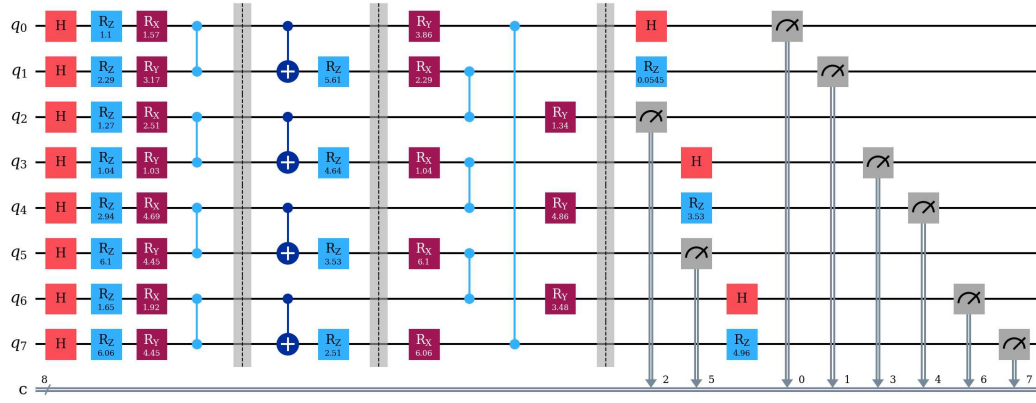 q0 H RZ 1.1 RX 1.57 RY 3.86 H
q1 H RZ 2.29 RY 3.17 RZ 5.61 RX 2.29 RZ 0.0545
q2 H RZ 1.27 RX 2.51 RY 1.34
q3 H RZ 1.04 RY 1.03 RZ 4.64 RX 1.04 H
q4 H RZ 2.94 RX 4.69 RY 4.86 RZ 3.53
q5 H RZ 6.1 RY 4.45 RZ 3.53 RX 6.1
q6 H RZ 1.65 RX 1.92 RY 3.48 H
q7 H RZ 6.06 RY 4.45 RZ 2.51 RX 6.06 RZ 4.96
c 8 2 5 0 1 3 4 6 7